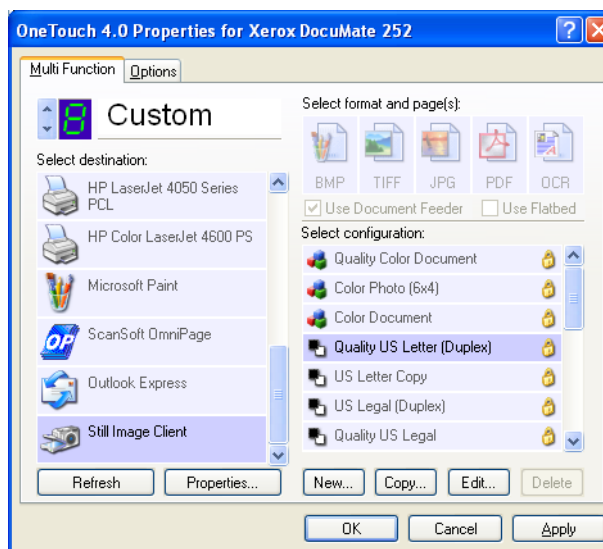 OneTouch 4.0 Properties for Xerox DocuMate 252
Multi Function
Options
8
Custom
Select destination:
HP LaserJet 4050 Series
PCL
HP Color LaserJet 4600 PS
Microsoft Paint
OP
ScanSoft OmniPage
Outlook Express
Still Image Client
Refresh
Properties...
Select format and page(s):
BMP
TIFF
JPG
PDF
OCR
Use Document Feeder
Use Flatbed
Select configuration:
Quality Color Document
Color Photo (6x4)
Color Document
Quality US Letter (Duplex)
US Letter Copy
US Legal (Duplex)
Quality US Legal
New...
Copy...
Edit...
Delete
OK
Cancel
Apply